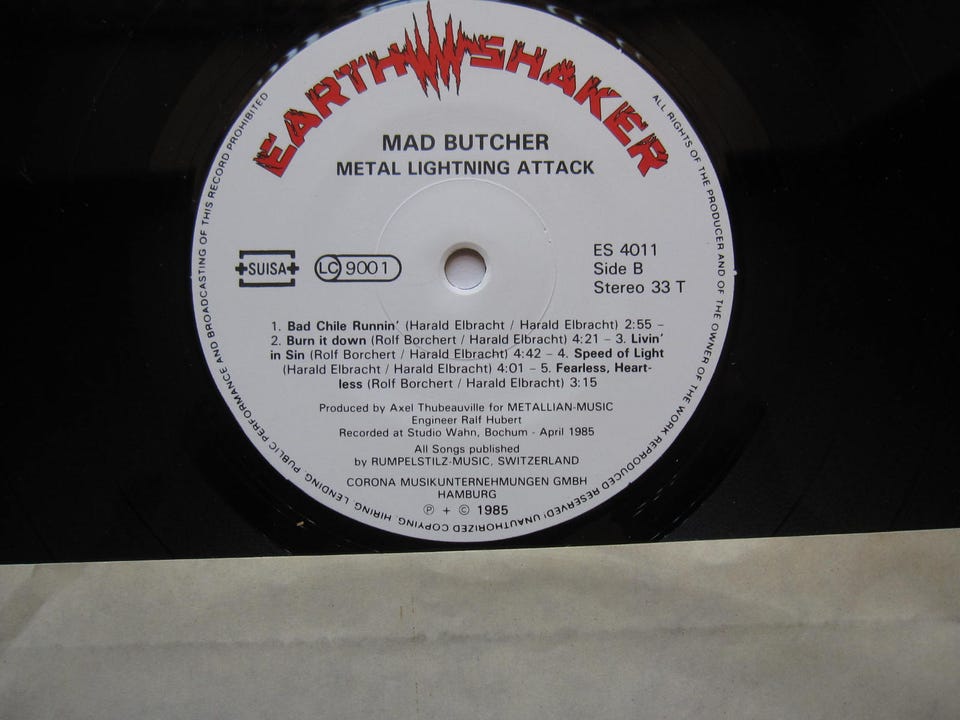 EARTHSHAKER
MAD BUTCHER
METAL LIGHTNING ATTACK
SUISA
LC 9001
ES 4011
Side B
Stereo 33 T
1. Bad Chile Runnin' (Harald Elbracht / Harald Elbracht) 2:55 –
2. Burn it down (Rolf Borchert / Harald Elbracht) 4:21 – 3. Livin'
in Sin (Rolf Borchert / Harald Elbracht) 4:42 – 4. Speed of Light
(Harald Elbracht / Harald Elbracht) 4:01 – 5. Fearless, Heart-
less (Rolf Borchert / Harald Elbracht) 3:15
Produced by Axel Thubeauville for METALLIAN-MUSIC
Engineer Ralf Hubert
Recorded at Studio Wahn, Bochum - April 1985
All Songs published
by RUMPELSTILZ-MUSIC, SWITZERLAND
CORONA MUSIKUNTERNEHMUNGEN GMBH
HAMBURG
℗ + © 1985
ALL RIGHTS OF THE PRODUCER AND OF THE OWNER OF THE WORK REPRODUCED RESERVED! UNAUTHORIZED COPYING, HIRING, LENDING, PUBLIC PERFORMANCE AND BROADCASTING OF THIS RECORD PROHIBITED